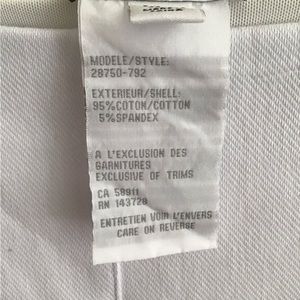 MODELE/STYLE:
28750-792
EXTERIEUR/SHELL:
95%COTON/COTTON
5%SPANDEX
A L'EXCLUSION DES
GARNITURES
EXCLUSIVE OF TRIMS
CA 58911
RN 143728
ENTRETIEN VOIR L'ENVERS
CARE ON REVERSE